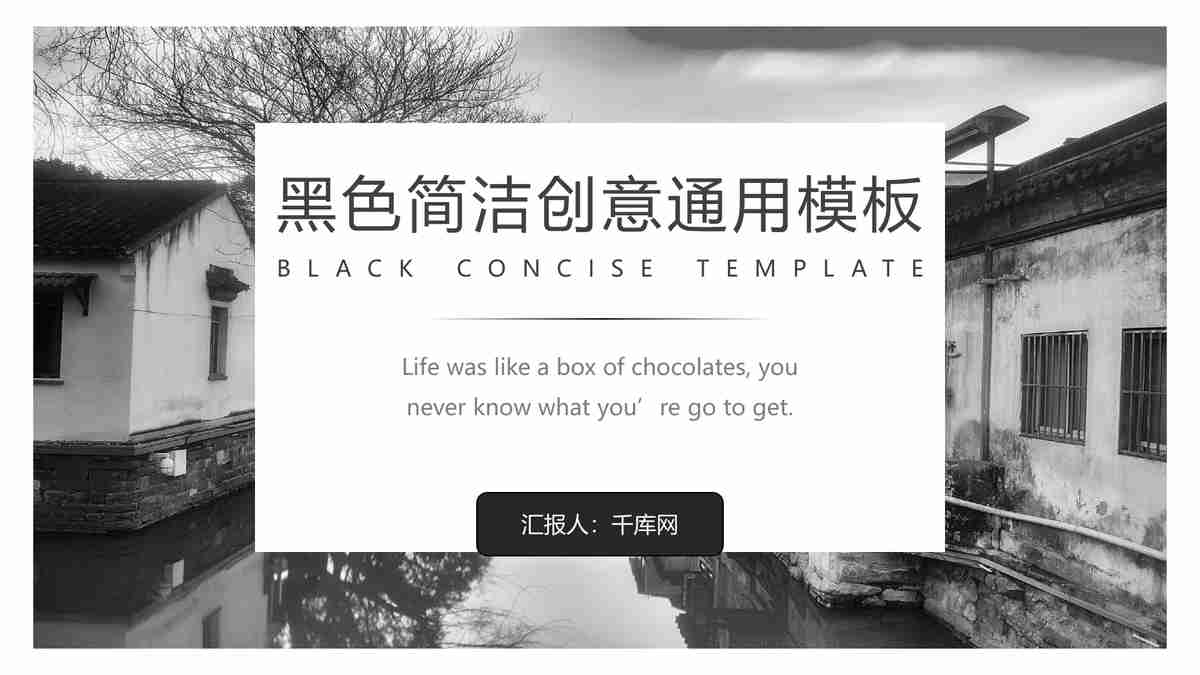 黑色简洁创意通用模板
BLACK CONCISE TEMPLATE
Life was like a box of chocolates, you
never know what you’re go to get.
汇报人：千库网